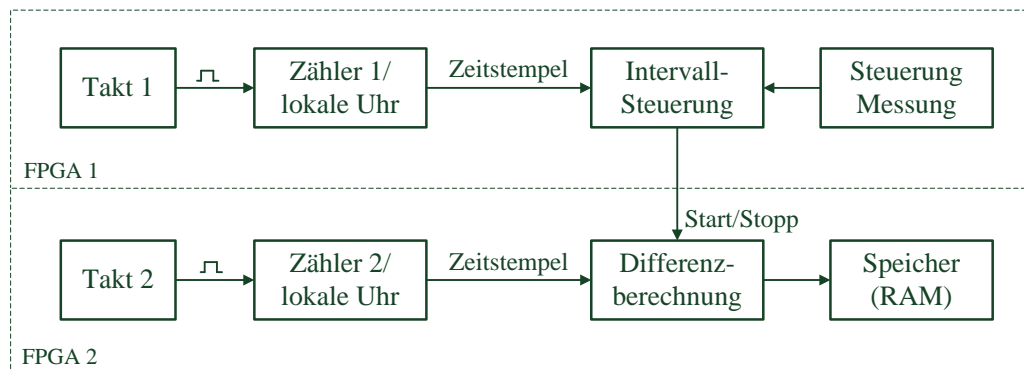 Takt 1
Zähler 1/
lokale Uhr
Zeitstempel
Intervall-
Steuerung
Steuerung
Messung
FPGA 1
Start/Stopp
Takt 2
Zähler 2/
lokale Uhr
Zeitstempel
Differenz-
berechnung
Speicher
(RAM)
FPGA 2